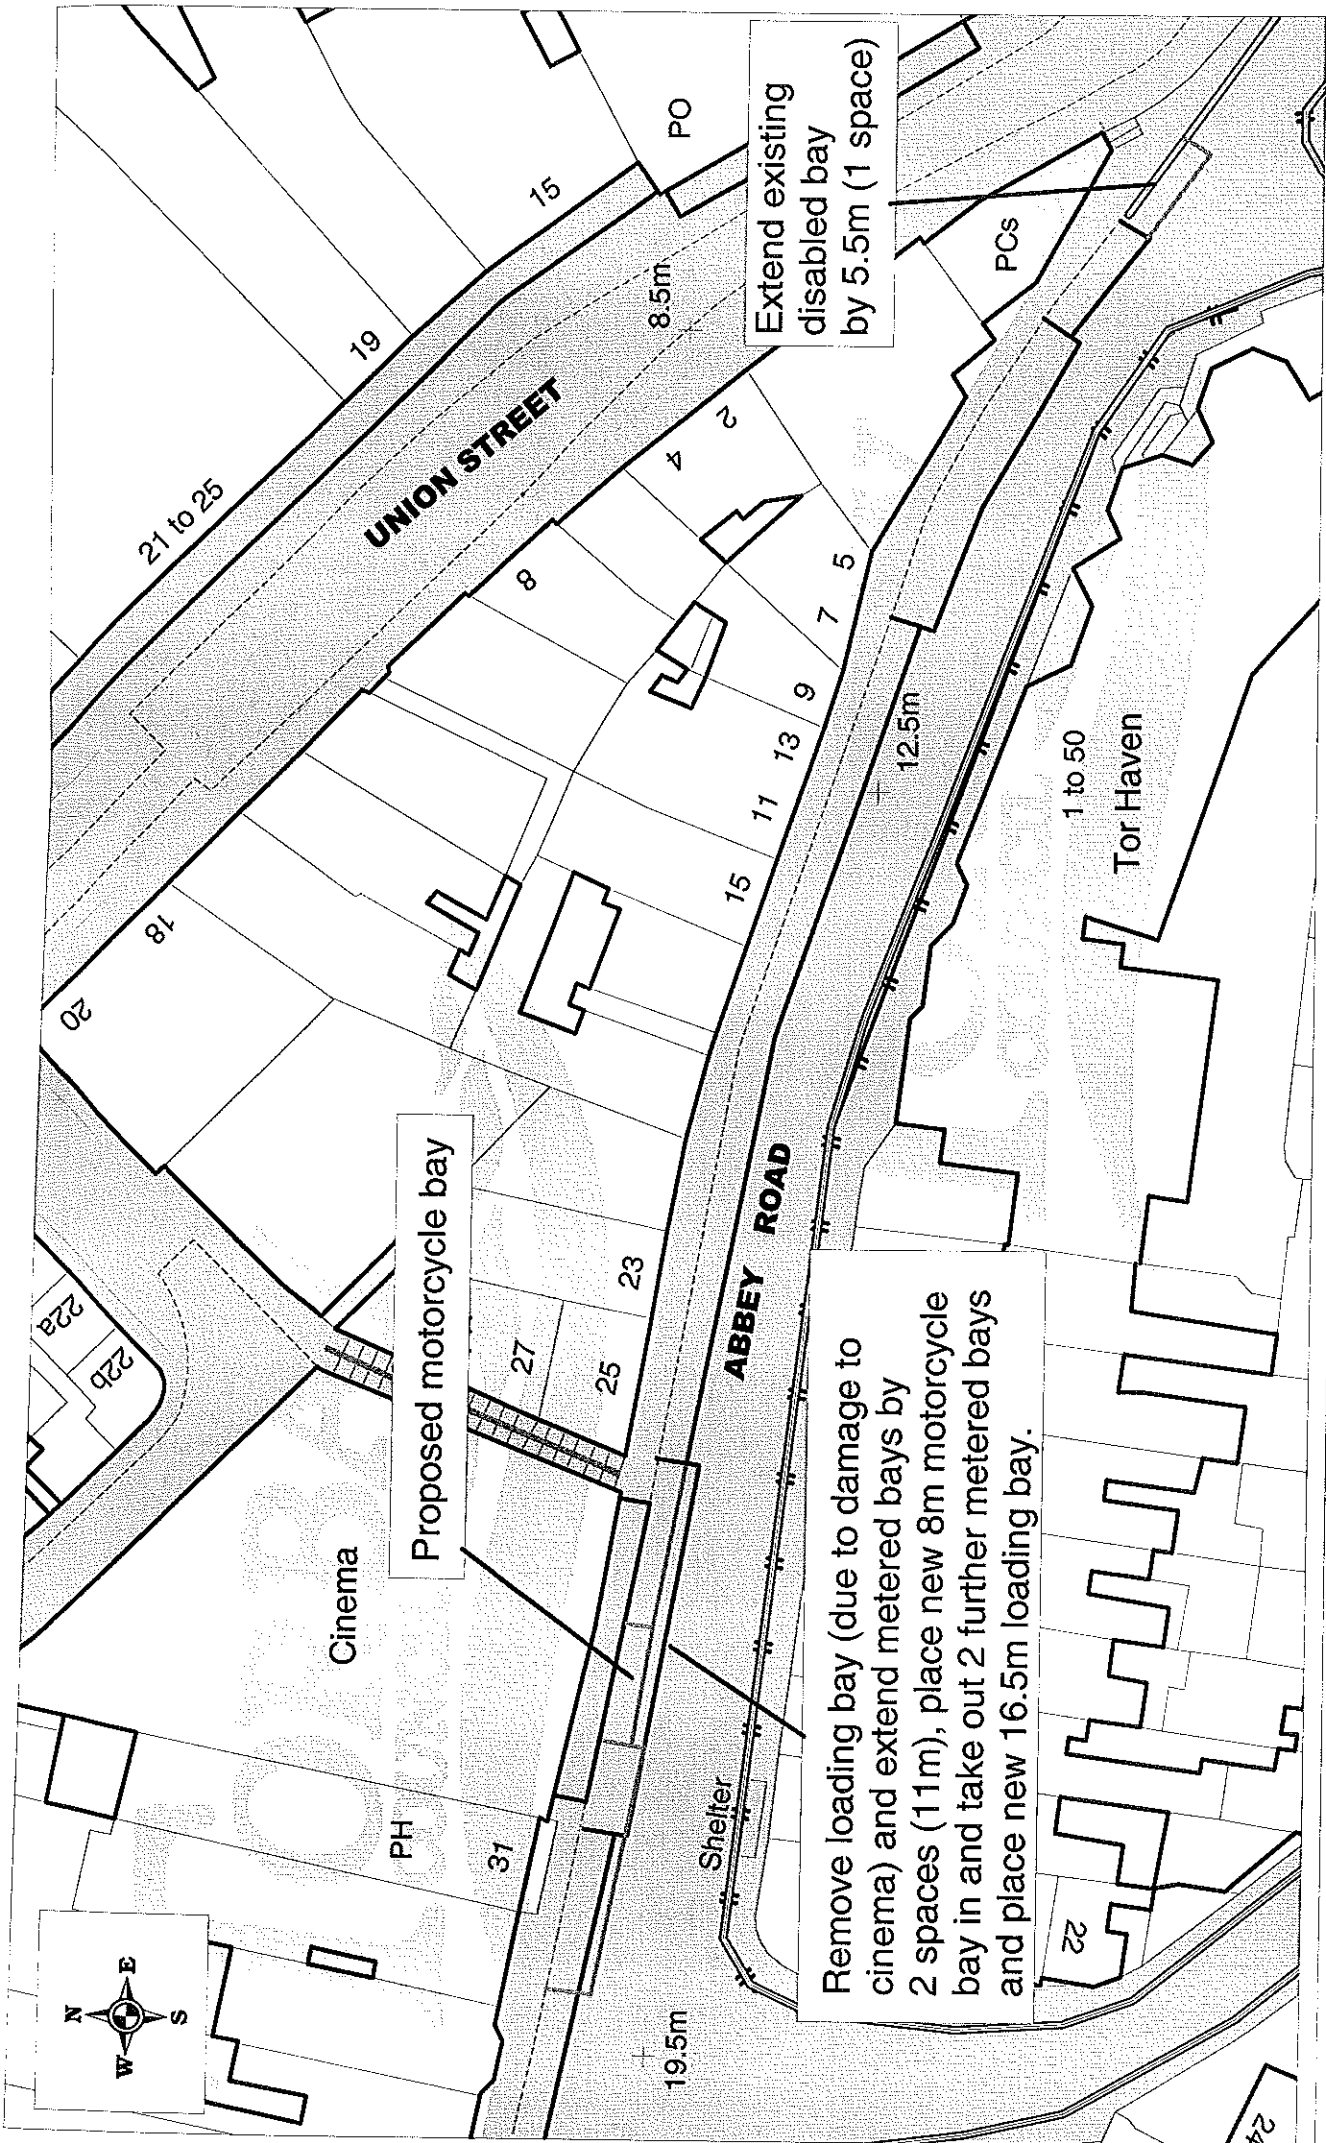 N
W
E
S
20
18
21 to 25
19
15
PO
22a
22b
UNION STREET
8.5m
8
4
2
Extend existing
disabled bay
by 5.5m (1 space)
PCs
Cinema
PH
31
Proposed motorcycle bay
27
25
23
15
11
13
9
7
5
ABBEY ROAD
12.5m
1 to 50
Tor Haven
Shelter
19.5m
Remove loading bay (due to damage to
cinema) and extend metered bays by
2 spaces (11m), place new 8m motorcycle
bay in and take out 2 further metered bays
and place new 16.5m loading bay.
22
24